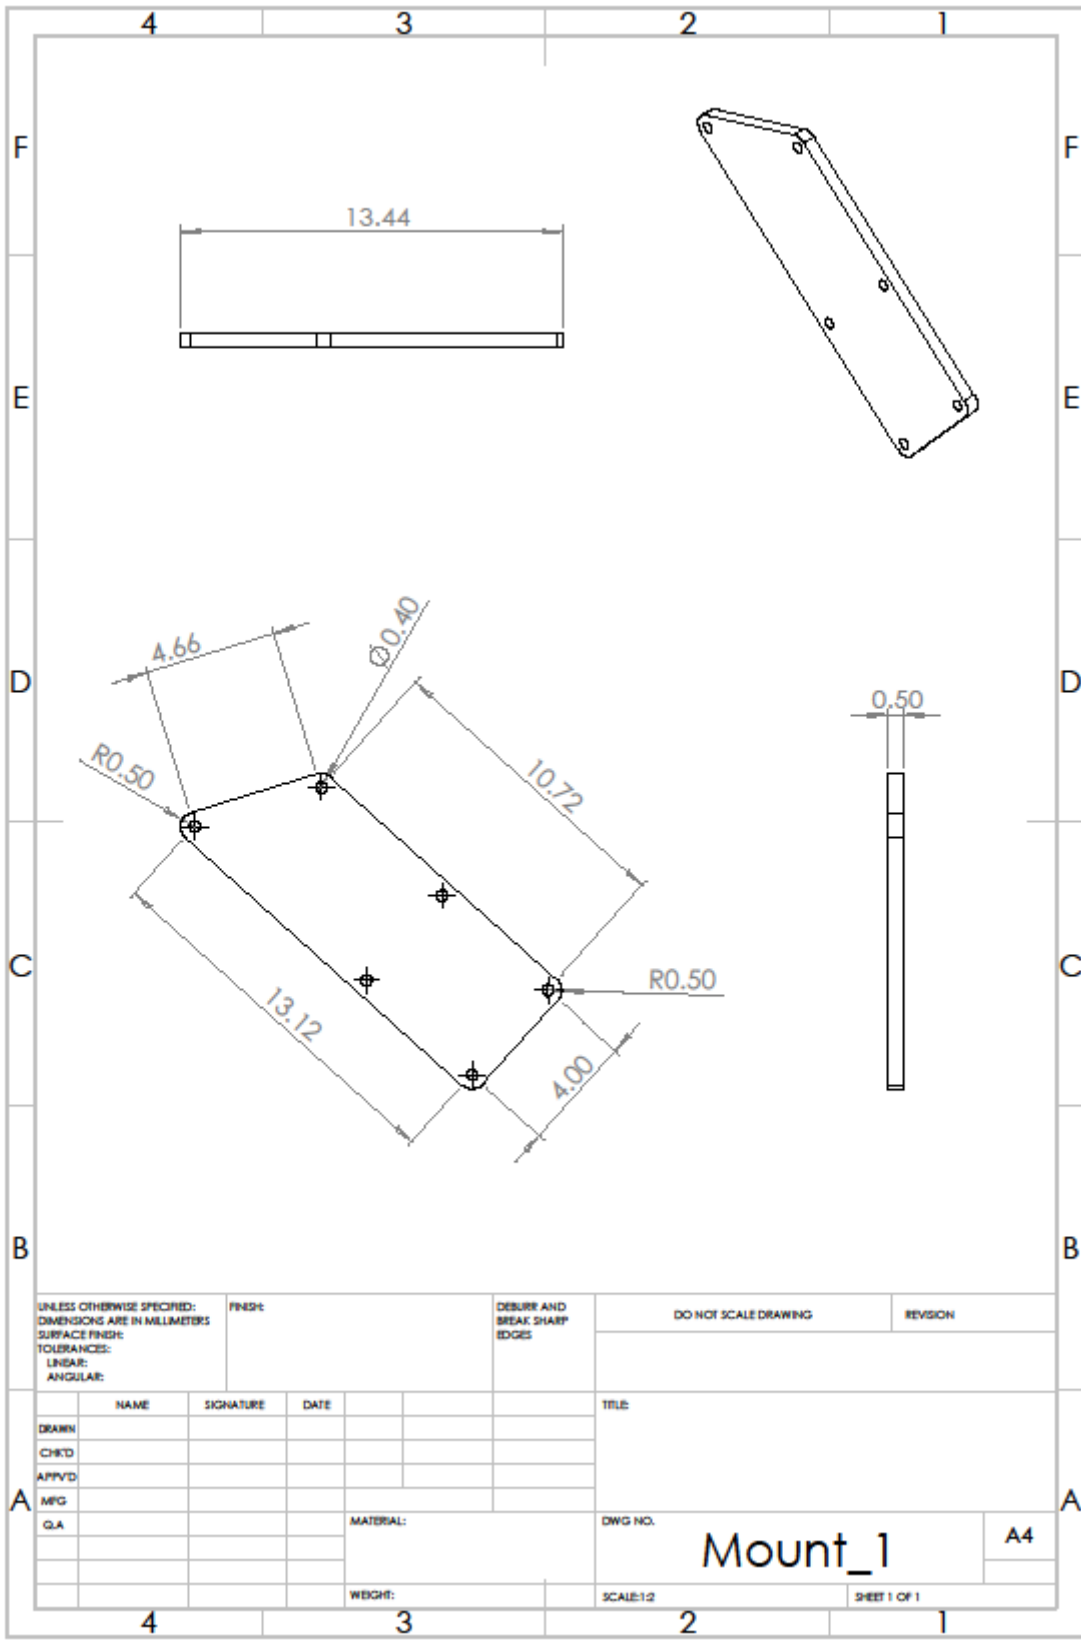 4 3 2 1
F F
13.44
E E
4.66
Ø0.40
D D
0.50
R0.50
10.72
C C
R0.50
13.12
4.00
B B
UNLESS OTHERWISE SPECIFIED:
DIMENSIONS ARE IN MILLIMETERS
SURFACE FINISH:
TOLERANCES:
LINEAR:
ANGULAR:
FINISH:
DEBURR AND
BREAK SHARP
EDGES
DO NOT SCALE DRAWING
REVISION
NAME SIGNATURE DATE
TITLE:
DRAWN
CHK'D
APPV'D
MFG
Q.A
A A
MATERIAL:
DWG NO.
Mount_1
A4
WEIGHT:
SCALE:1:2
SHEET 1 OF 1
4 3 2 1